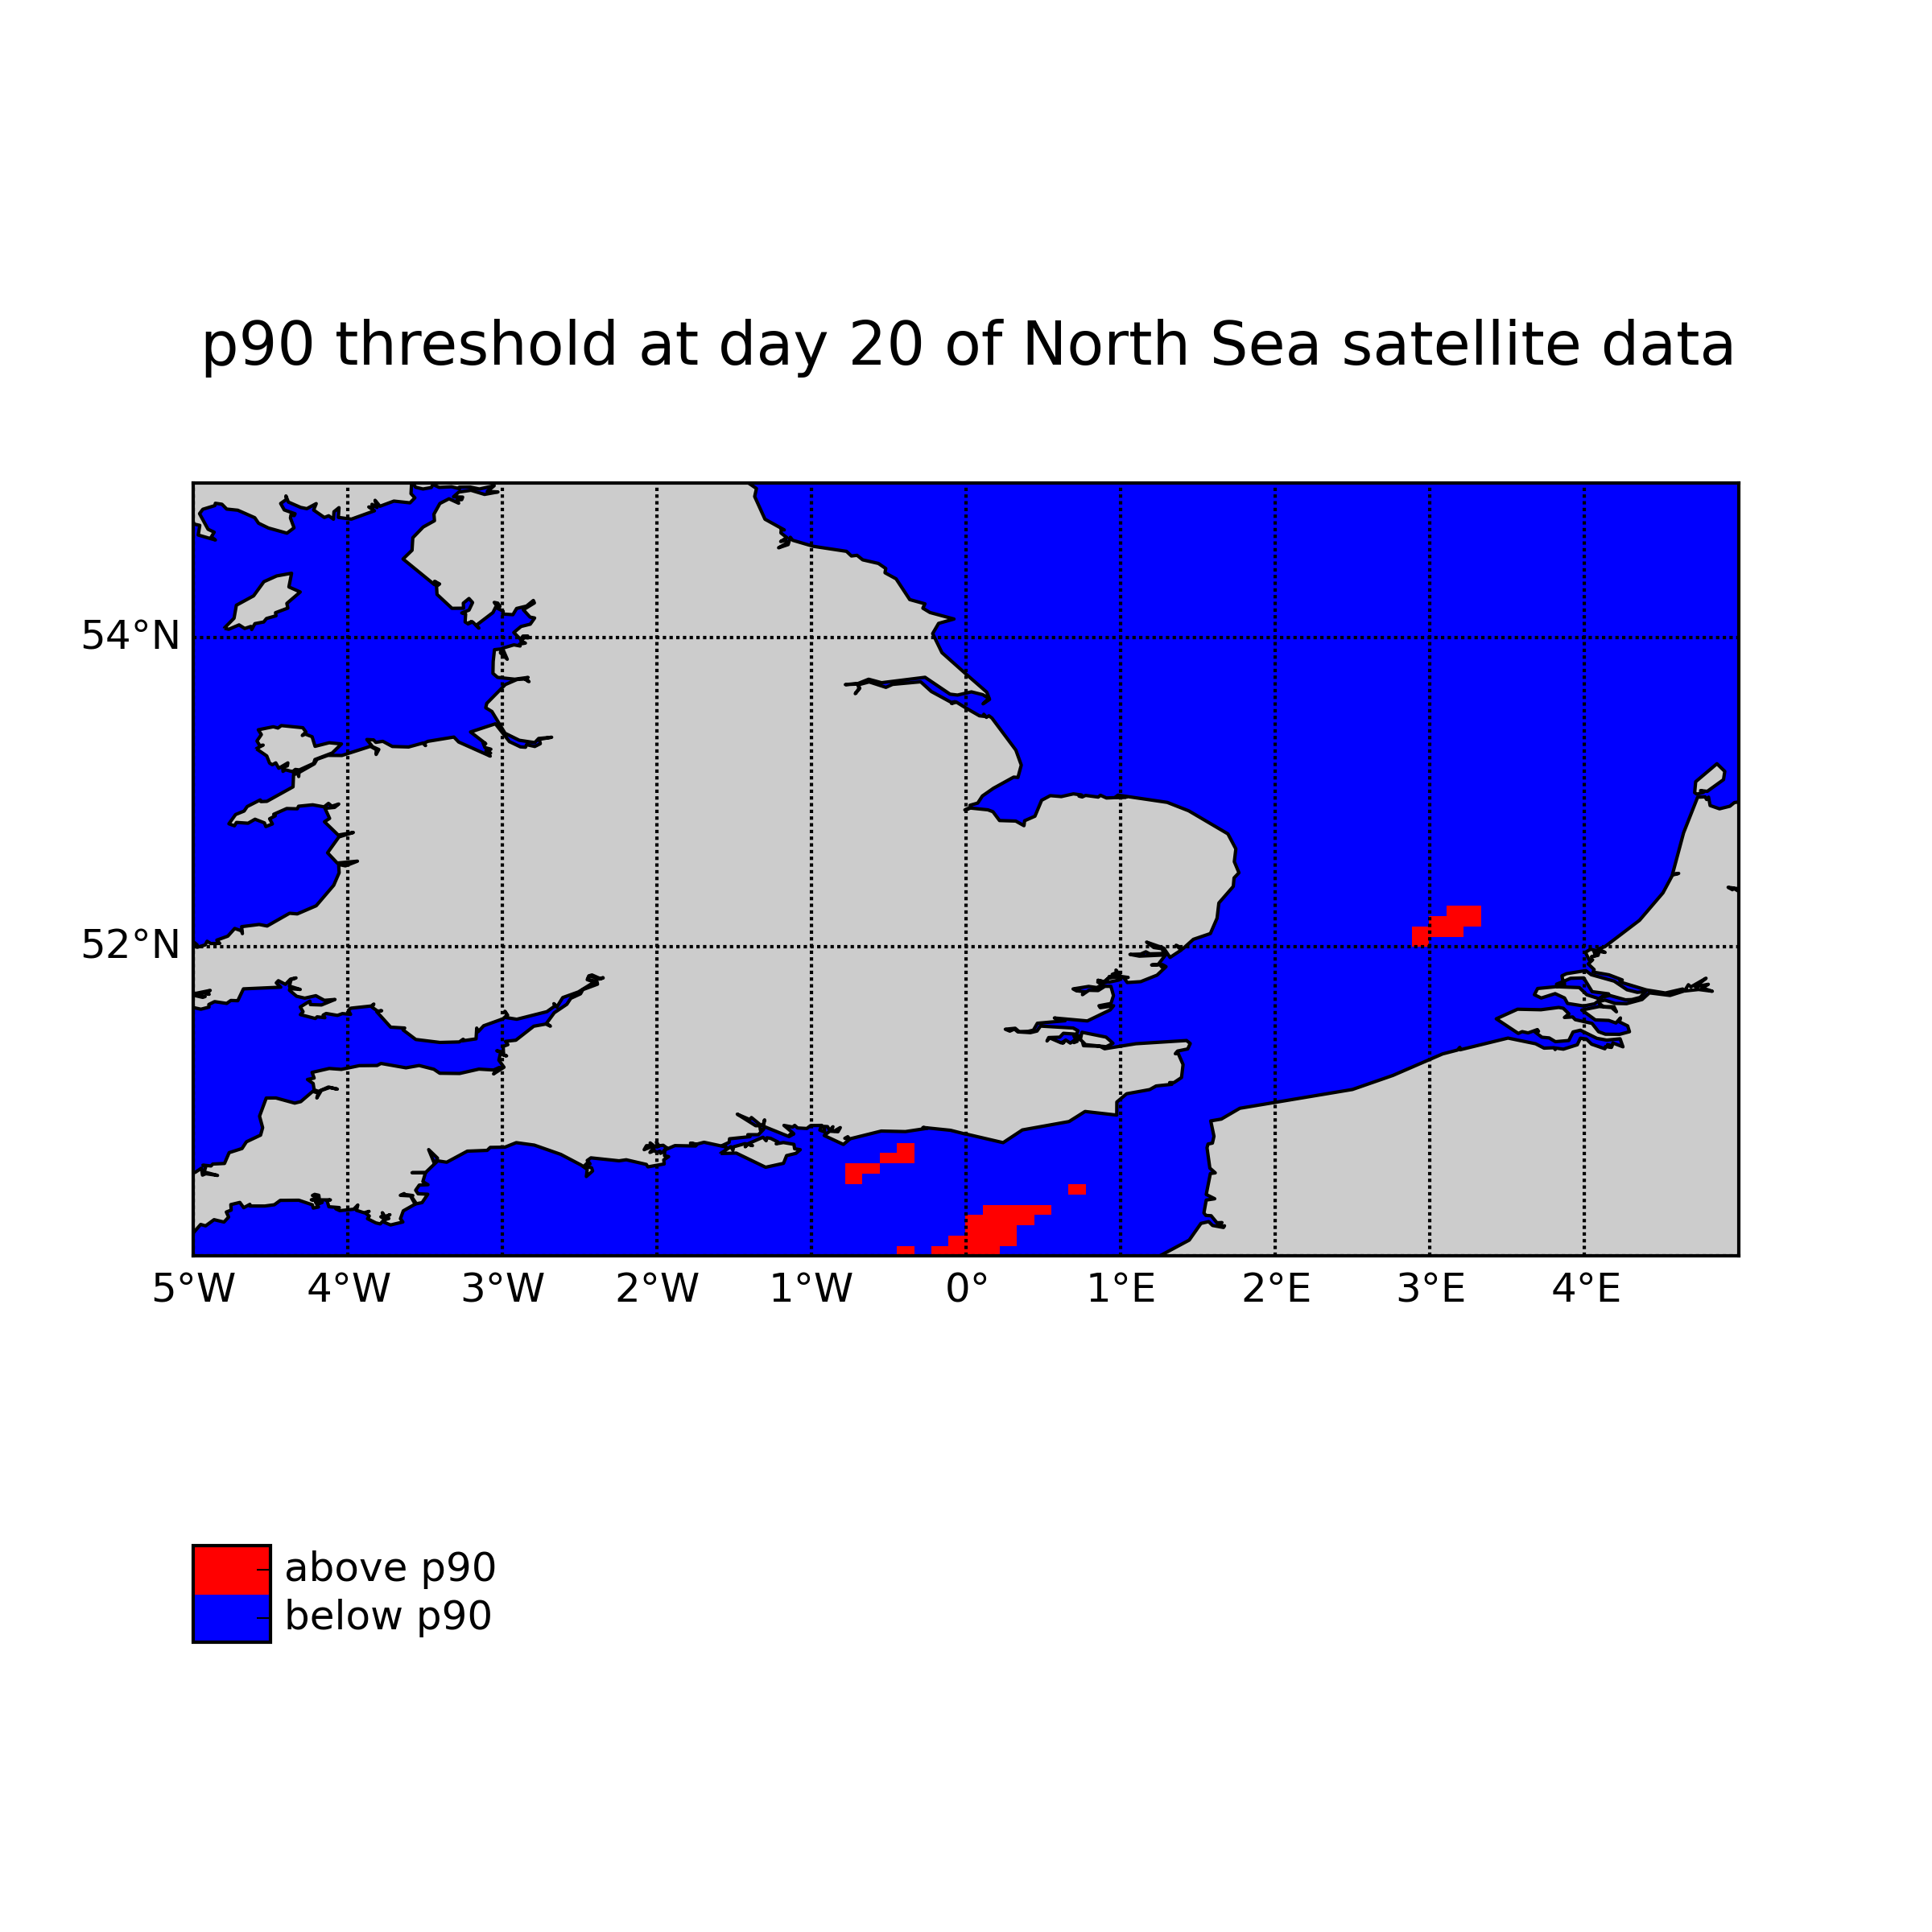 p90 threshold at day 20 of North Sea satellite data
54°N
52°N
5°W 4°W 3°W 2°W 1°W 0° 1°E 2°E 3°E 4°E
above p90
below p90